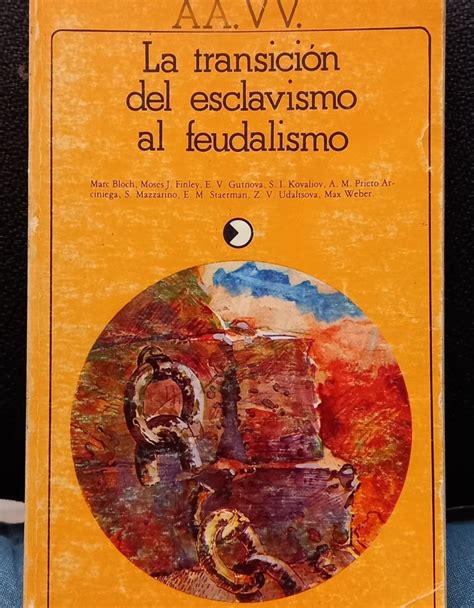 AA.VV.
La transición
del esclavismo
al feudalismo
Marc Bloch, Moses J. Finley, E. V. Gutnova, S. I. Kovaliov, A. M. Prieto Ar-
ciniega, S. Mazzarino, E. M. Staerman, Z. V. Udaltsova, Max Weber.